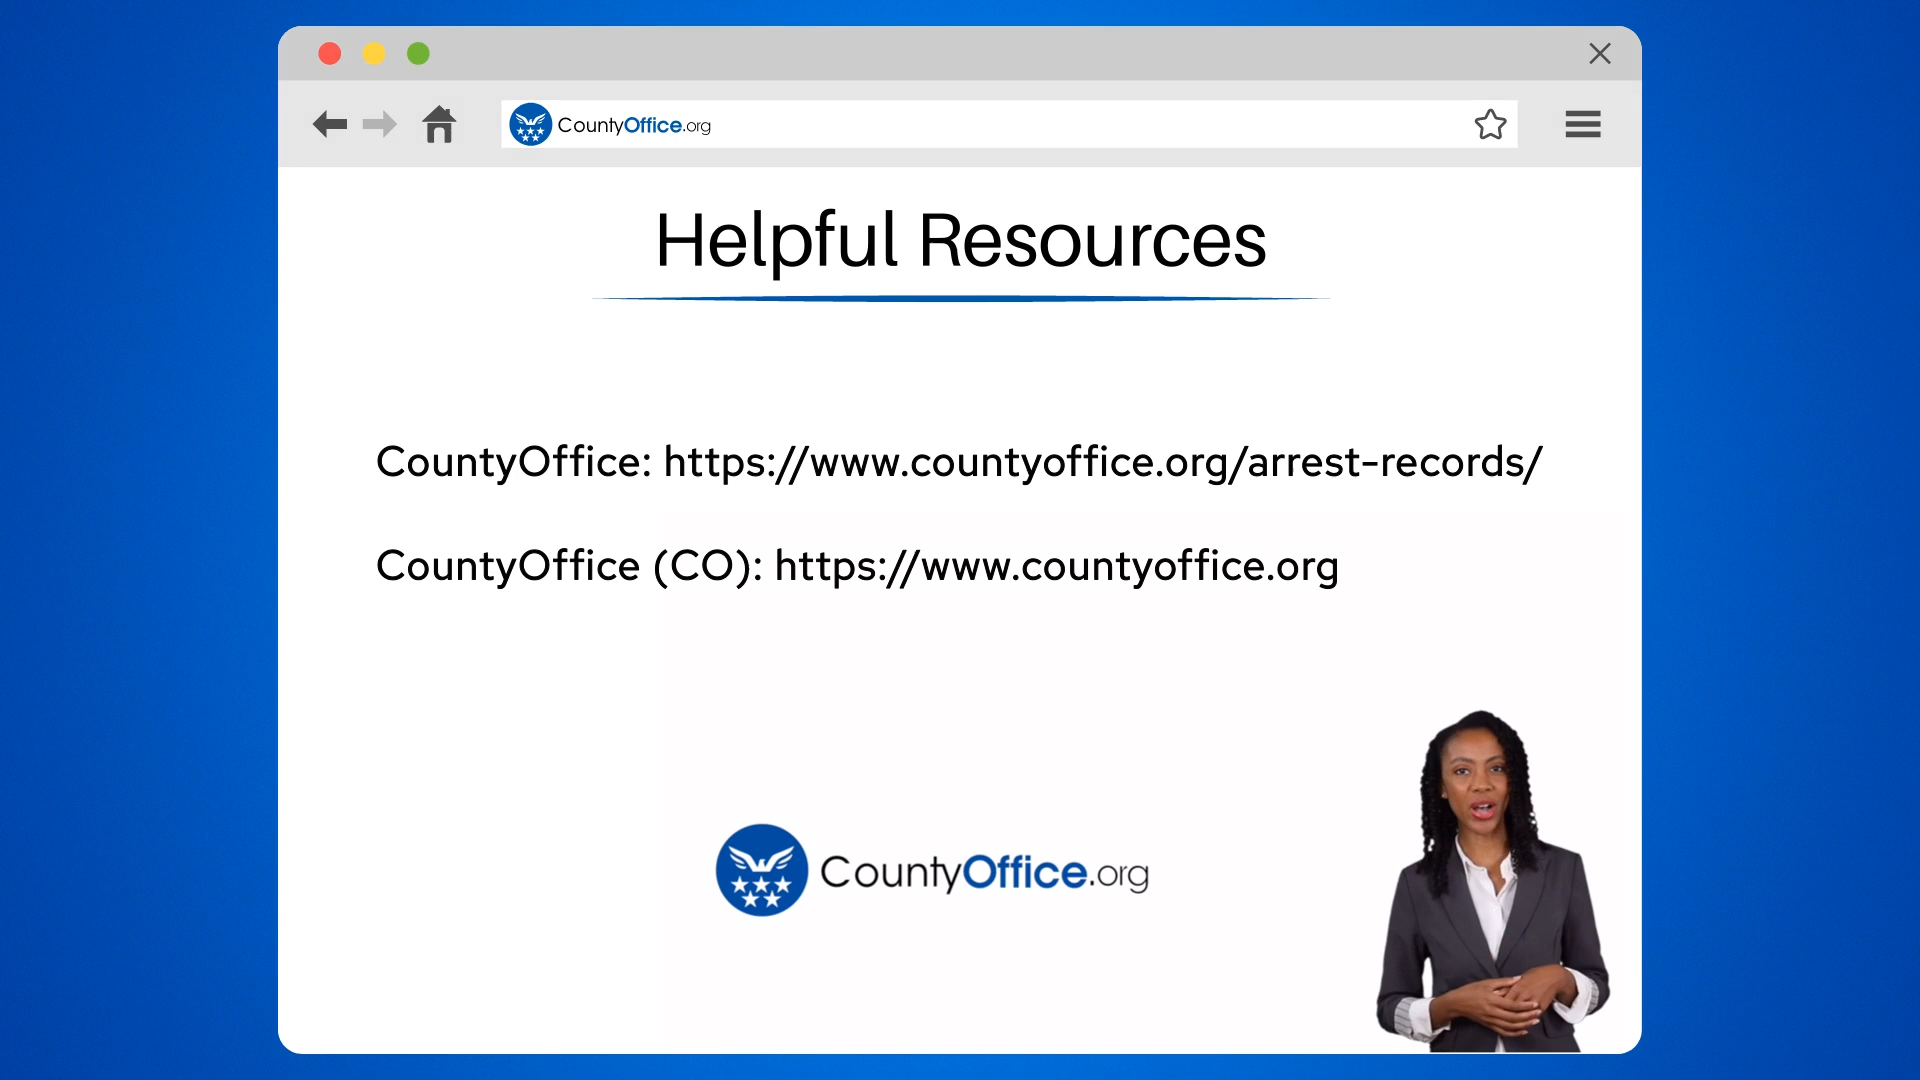 CountyOffice.org
Helpful Resources
CountyOffice: https://www.countyoffice.org/arrest-records/
CountyOffice (CO): https://www.countyoffice.org
CountyOffice.org